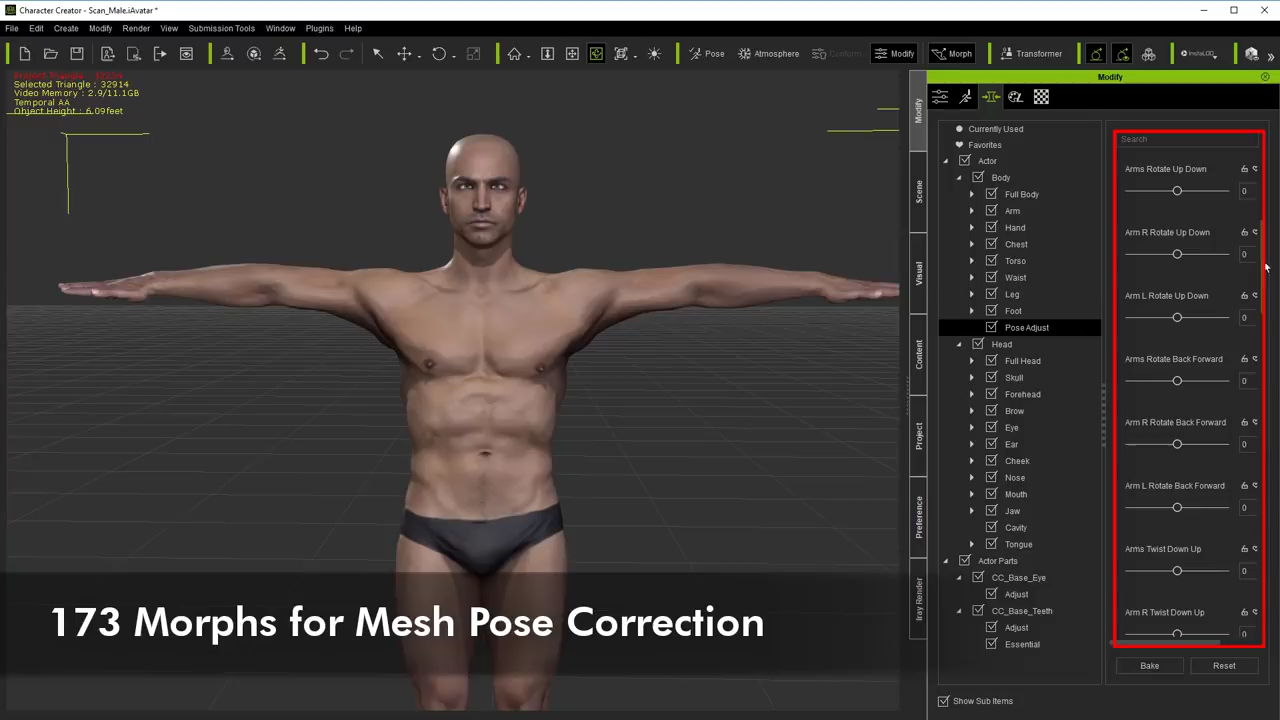 Character Creator - Scan_Male.iAvatar *
File Edit Create Modify Render View Submission Tools Window Plugins Help
Pose Atmosphere Conform Modify Morph Transformer InstaLOD
Selected Triangle : 32914
Video Memory : 2.9/11.1GB
Temporal AA
Object Height : 6.09feet
Modify
Modify
Scene
Visual
Content
Project
Preference
Iray Render
Currently Used
Favorites
Actor
Body
Full Body
Arm
Hand
Chest
Torso
Waist
Leg
Foot
Pose Adjust
Head
Full Head
Skull
Forehead
Brow
Eye
Ear
Cheek
Nose
Mouth
Jaw
Cavity
Tongue
Actor Parts
CC_Base_Eye
Adjust
CC_Base_Teeth
Adjust
Essential
Show Sub Items
Search
Arms Rotate Up Down
0
Arm R Rotate Up Down
0
Arm L Rotate Up Down
0
Arms Rotate Back Forward
0
Arm R Rotate Back Forward
0
Arm L Rotate Back Forward
0
Arms Twist Down Up
0
Arm R Twist Down Up
0
Bake Reset
173 Morphs for Mesh Pose Correction